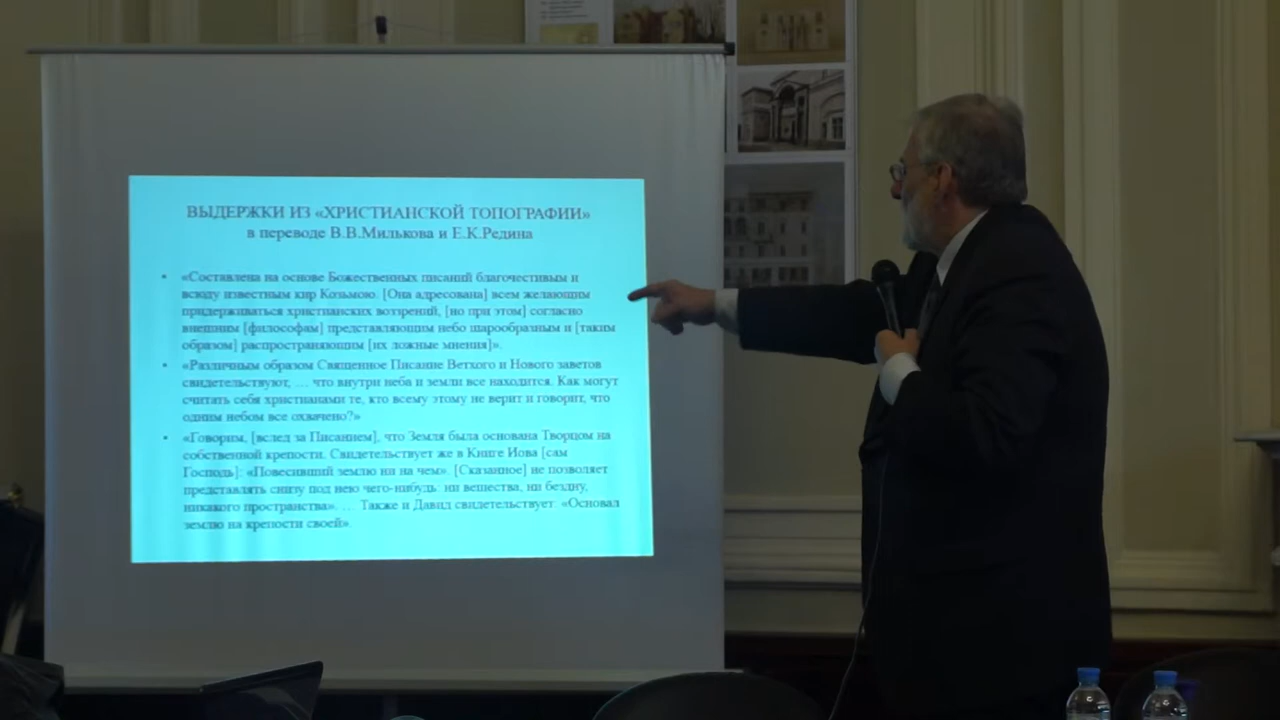 ВЫДЕРЖКИ ИЗ «ХРИСТИАНСКОЙ ТОПОГРАФИИ»
в переводе В.В.Милькова и Е.К.Редина
• «Составлена на основе Божественных писаний благочестивым и
всюду известным кир Козьмою. [Она адресована] всем желающим
придерживаться христианских воззрений, [но при этом] согласно
внешним [философам] представляющим небо шарообразным и [таким
образом] распространяющим [их ложные мнения]».
• «Различным образом Священное Писание Ветхого и Нового заветов
свидетельствуют, … что внутри неба и земли все находится. Как могут
считать себя христианами те, кто всему этому не верит и говорит, что
одним небом все охвачено?»
• «Говорим, [вслед за Писанием], что Земля была основана Творцом на
собственной крепости. Свидетельствует же в Книге Иова [сам
Господь]: «Повесивший землю ни на чем». [Сказанное] не позволяет
представлять снизу под нею чего-нибудь: ни вещества, ни бездну,
никакого пространства». … Также и Давид свидетельствует: «Основал
землю на крепости своей».